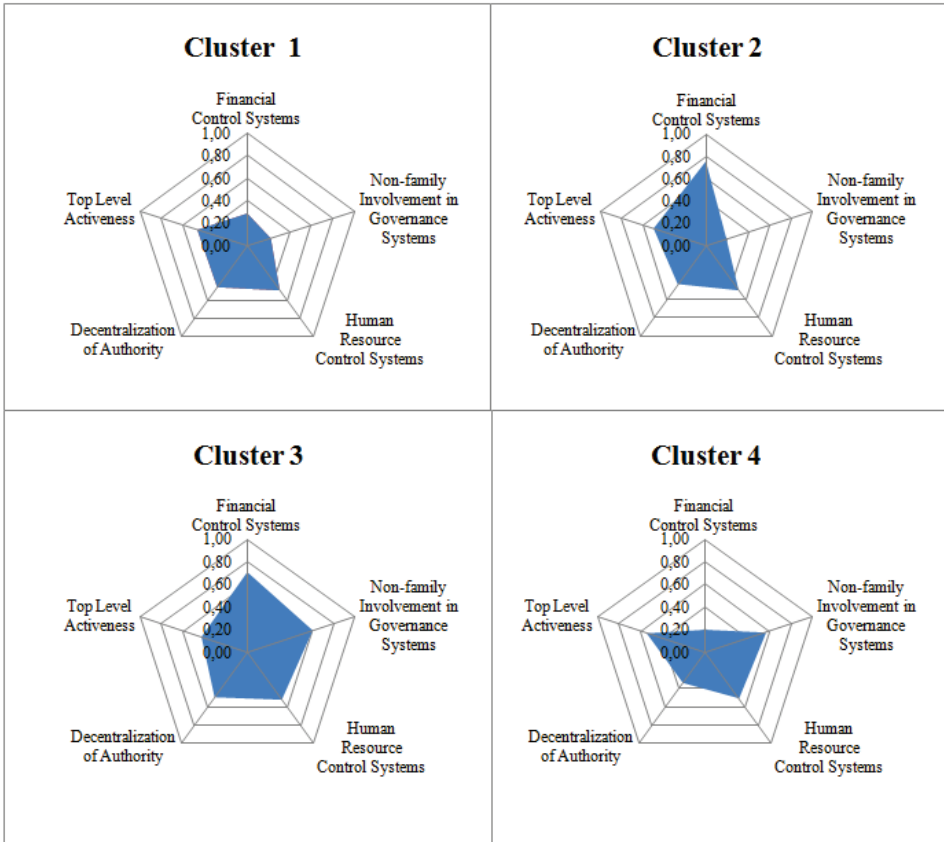 Cluster 1
Financial
Control Systems
1,00
0,80
0,60
0,40
0,20
0,00
Non-family
Involvement in
Governance
Systems
Human
Resource
Control Systems
Decentralization
of Authority
Top Level
Activeness
Cluster 2
Financial
Control Systems
1,00
0,80
0,60
0,40
0,20
0,00
Non-family
Involvement in
Governance
Systems
Human
Resource
Control Systems
Decentralization
of Authority
Top Level
Activeness
Cluster 3
Financial
Control Systems
1,00
0,80
0,60
0,40
0,20
0,00
Non-family
Involvement in
Governance
Systems
Human
Resource
Control Systems
Decentralization
of Authority
Top Level
Activeness
Cluster 4
Financial
Control Systems
1,00
0,80
0,60
0,40
0,20
0,00
Non-family
Involvement in
Governance
Systems
Human
Resource
Control Systems
Decentralization
of Authority
Top Level
Activeness